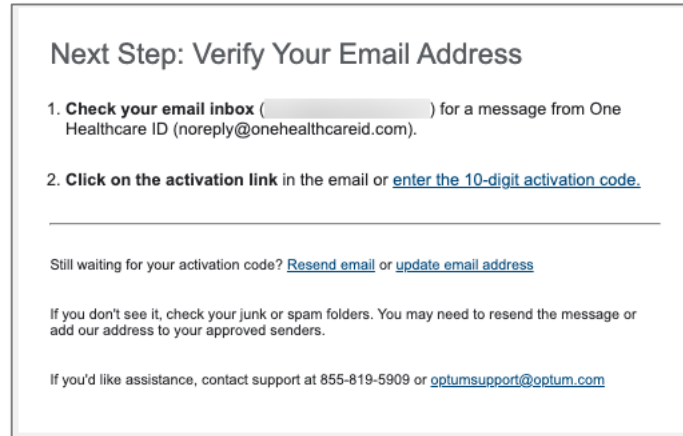 Next Step: Verify Your Email Address
1. Check your email inbox ( ) for a message from One
Healthcare ID (noreply@onehealthcareid.com).
2. Click on the activation link in the email or enter the 10-digit activation code.
Still waiting for your activation code? Resend email or update email address
If you don't see it, check your junk or spam folders. You may need to resend the message or
add our address to your approved senders.
If you'd like assistance, contact support at 855-819-5909 or optumsupport@optum.com